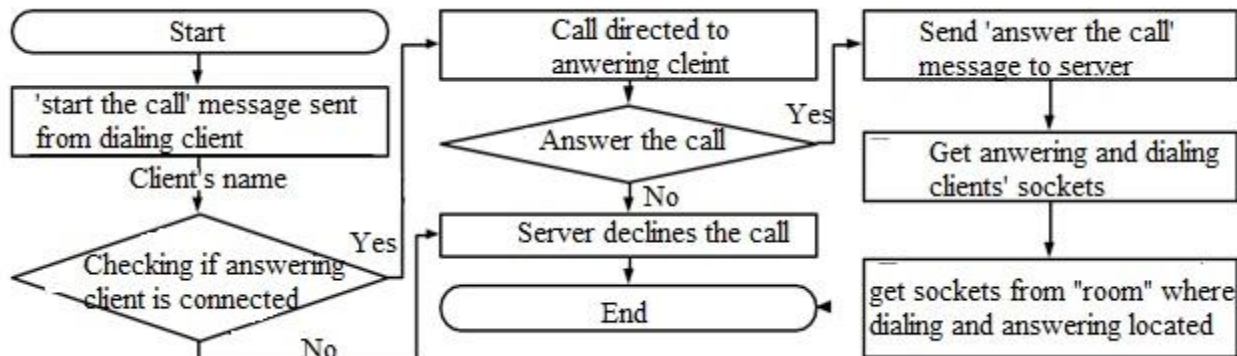 Start
'start the call' message sent
from dialing client
Client's name
Checking if answering
client is connected
Yes
No
Call directed to
anwering cleint
Answer the call
Yes
No
Server declines the call
End
Send 'answer the call'
message to server
Get anwering and dialing
clients' sockets
get sockets from "room" where
dialing and answering located